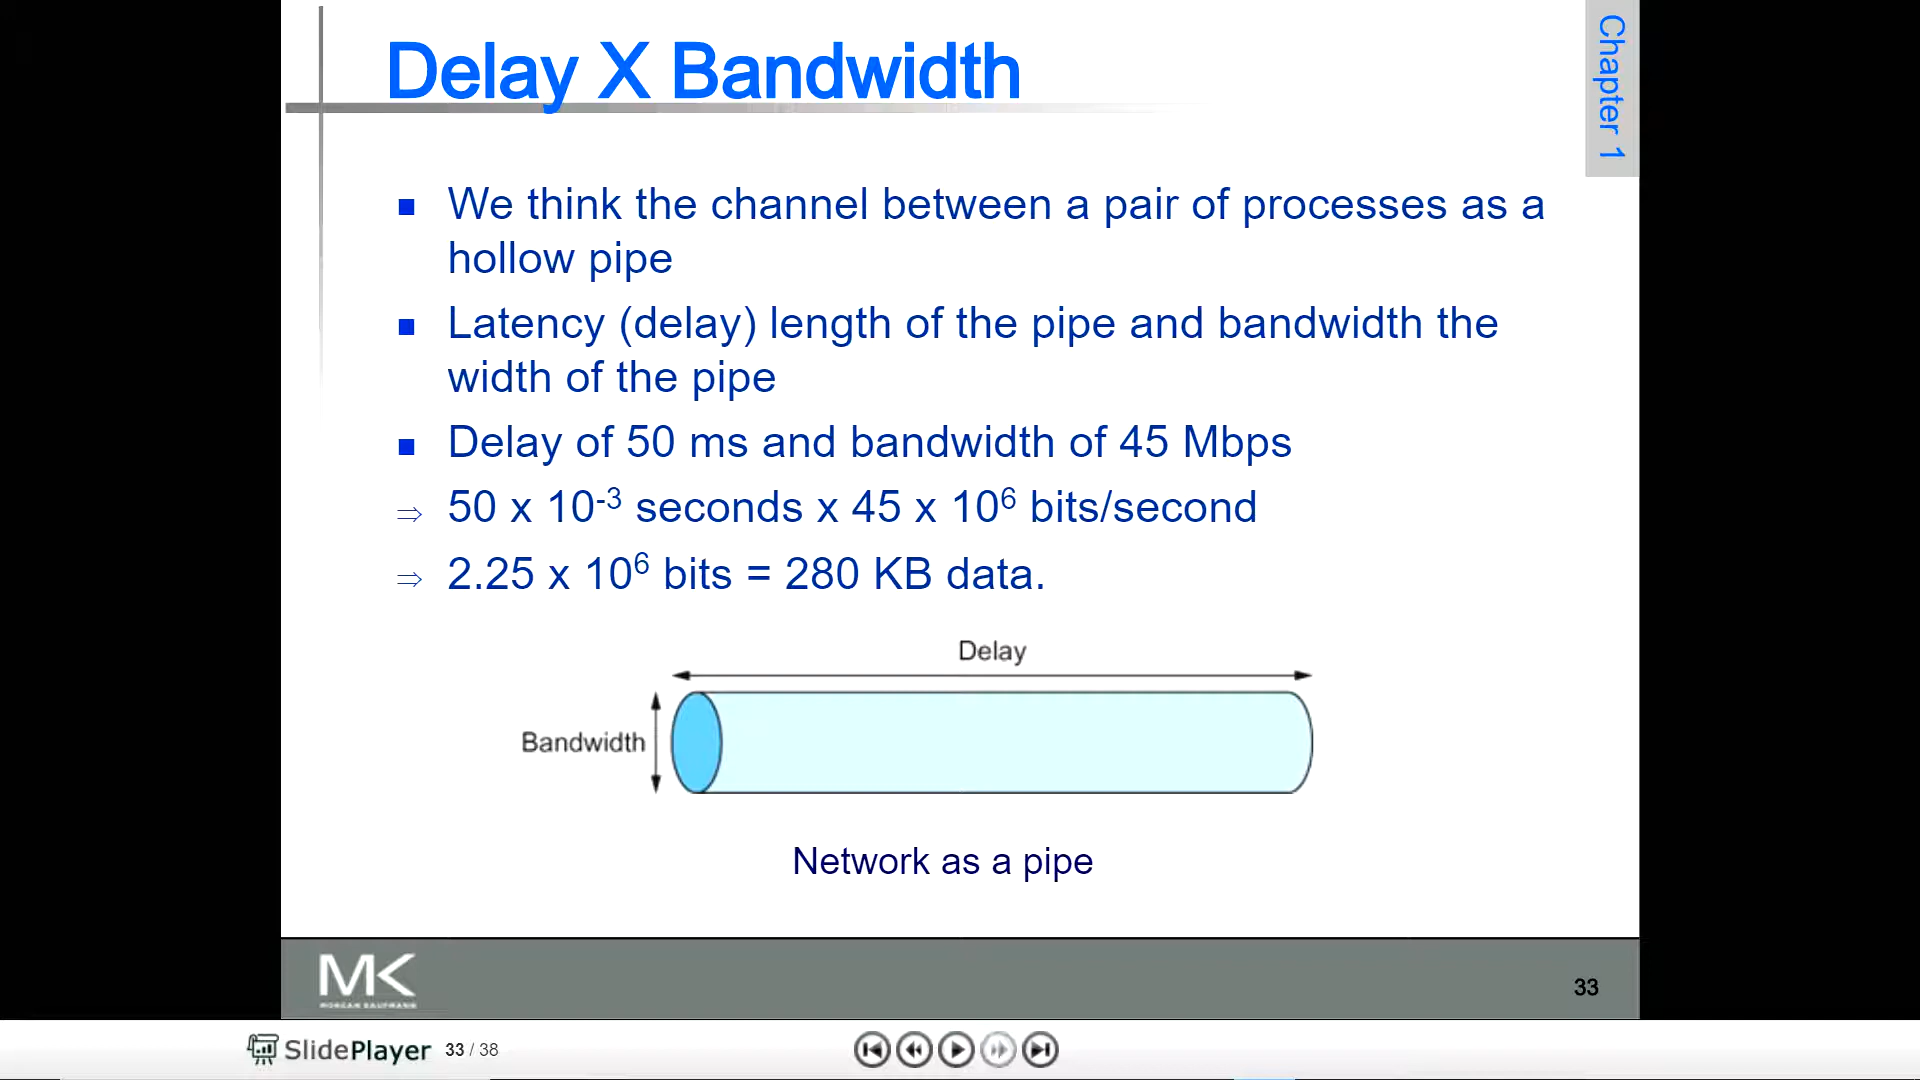 Delay X Bandwidth
Chapter 1
■ We think the channel between a pair of processes as a
hollow pipe
■ Latency (delay) length of the pipe and bandwidth the
width of the pipe
■ Delay of 50 ms and bandwidth of 45 Mbps
⇒ 50 x 10⁻³ seconds x 45 x 10⁶ bits/second
⇒ 2.25 x 10⁶ bits = 280 KB data.
Delay
Bandwidth
Network as a pipe
MK
MORGAN KAUFMANN
33
SlidePlayer 33 / 38